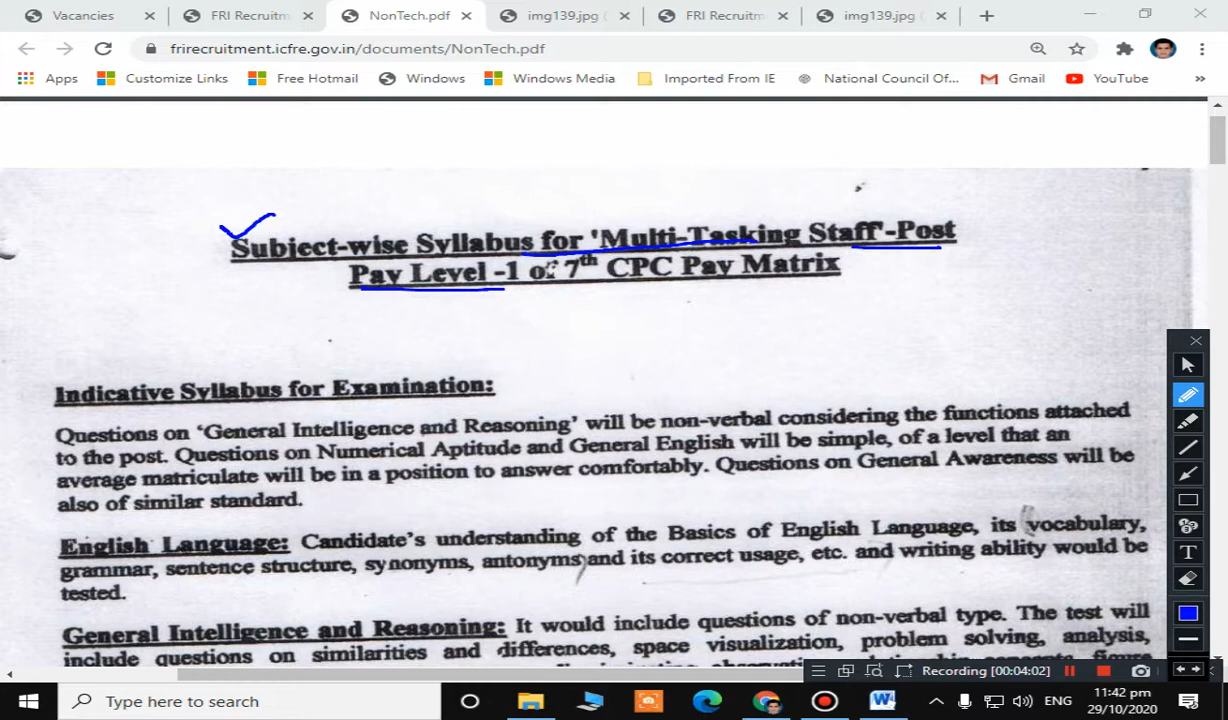 Vacancies
FRI Recruitm
NonTech.pdf
img139.jpg
FRI Recruitm
img139.jpg
frirecruitment.icfre.gov.in/documents/NonTech.pdf
Apps
Customize Links
Free Hotmail
Windows
Windows Media
Imported From IE
National Council Of...
Gmail
YouTube
Subject-wise Syllabus for 'Multi-Tasking Staff'-Post
Pay Level -1 of 7th CPC Pay Matrix
Indicative Syllabus for Examination:
Questions on 'General Intelligence and Reasoning' will be non-verbal considering the functions attached
to the post. Questions on Numerical Aptitude and General English will be simple, of a level that an
average matriculate will be in a position to answer comfortably. Questions on General Awareness will be
also of similar standard.
English Language: Candidate's understanding of the Basics of English Language, its vocabulary,
grammar, sentence structure, synonyms, antonyms and its correct usage, etc. and writing ability would be
tested.
General Intelligence and Reasoning: It would include questions of non-verbal type. The test will
include questions on similarities and differences, space visualization, problem solving, analysis,
Recording [00:04:02]
Type here to search
ENG
11:42 pm
29/10/2020